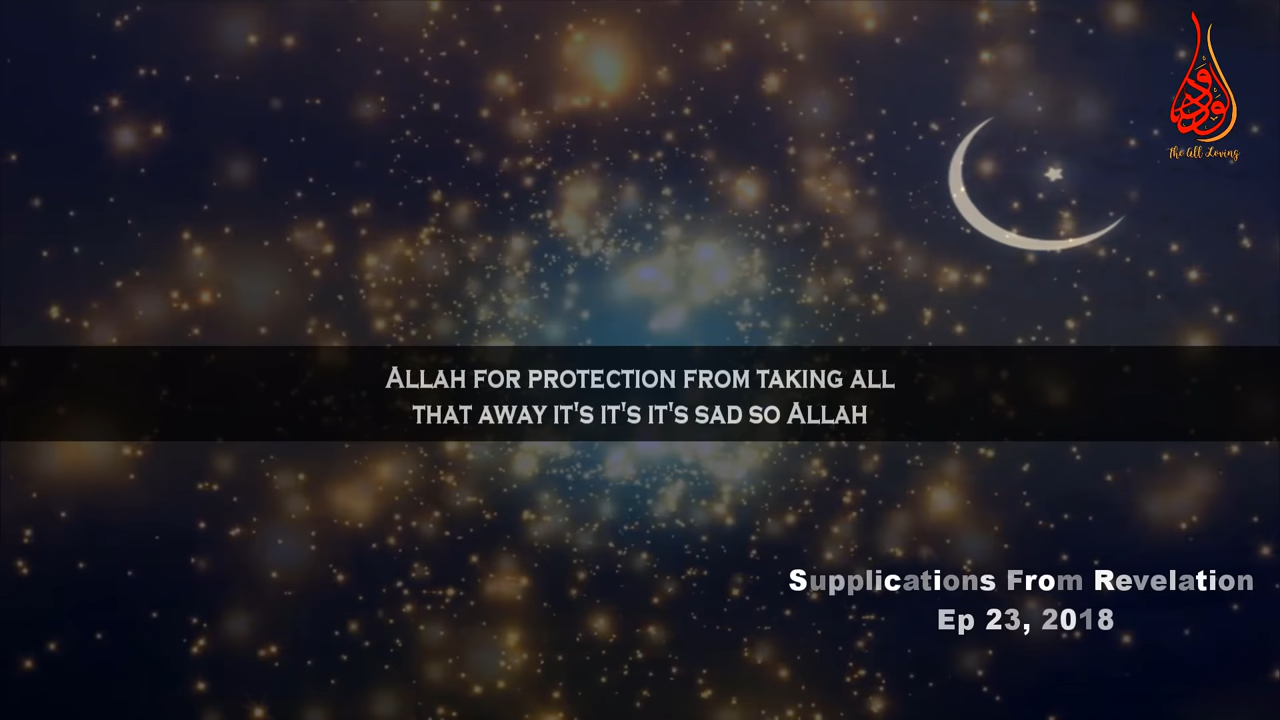 الودود
The All Loving
ALLAH FOR PROTECTION FROM TAKING ALL
THAT AWAY IT'S IT'S IT'S SAD SO ALLAH
Supplications From Revelation
Ep 23, 2018